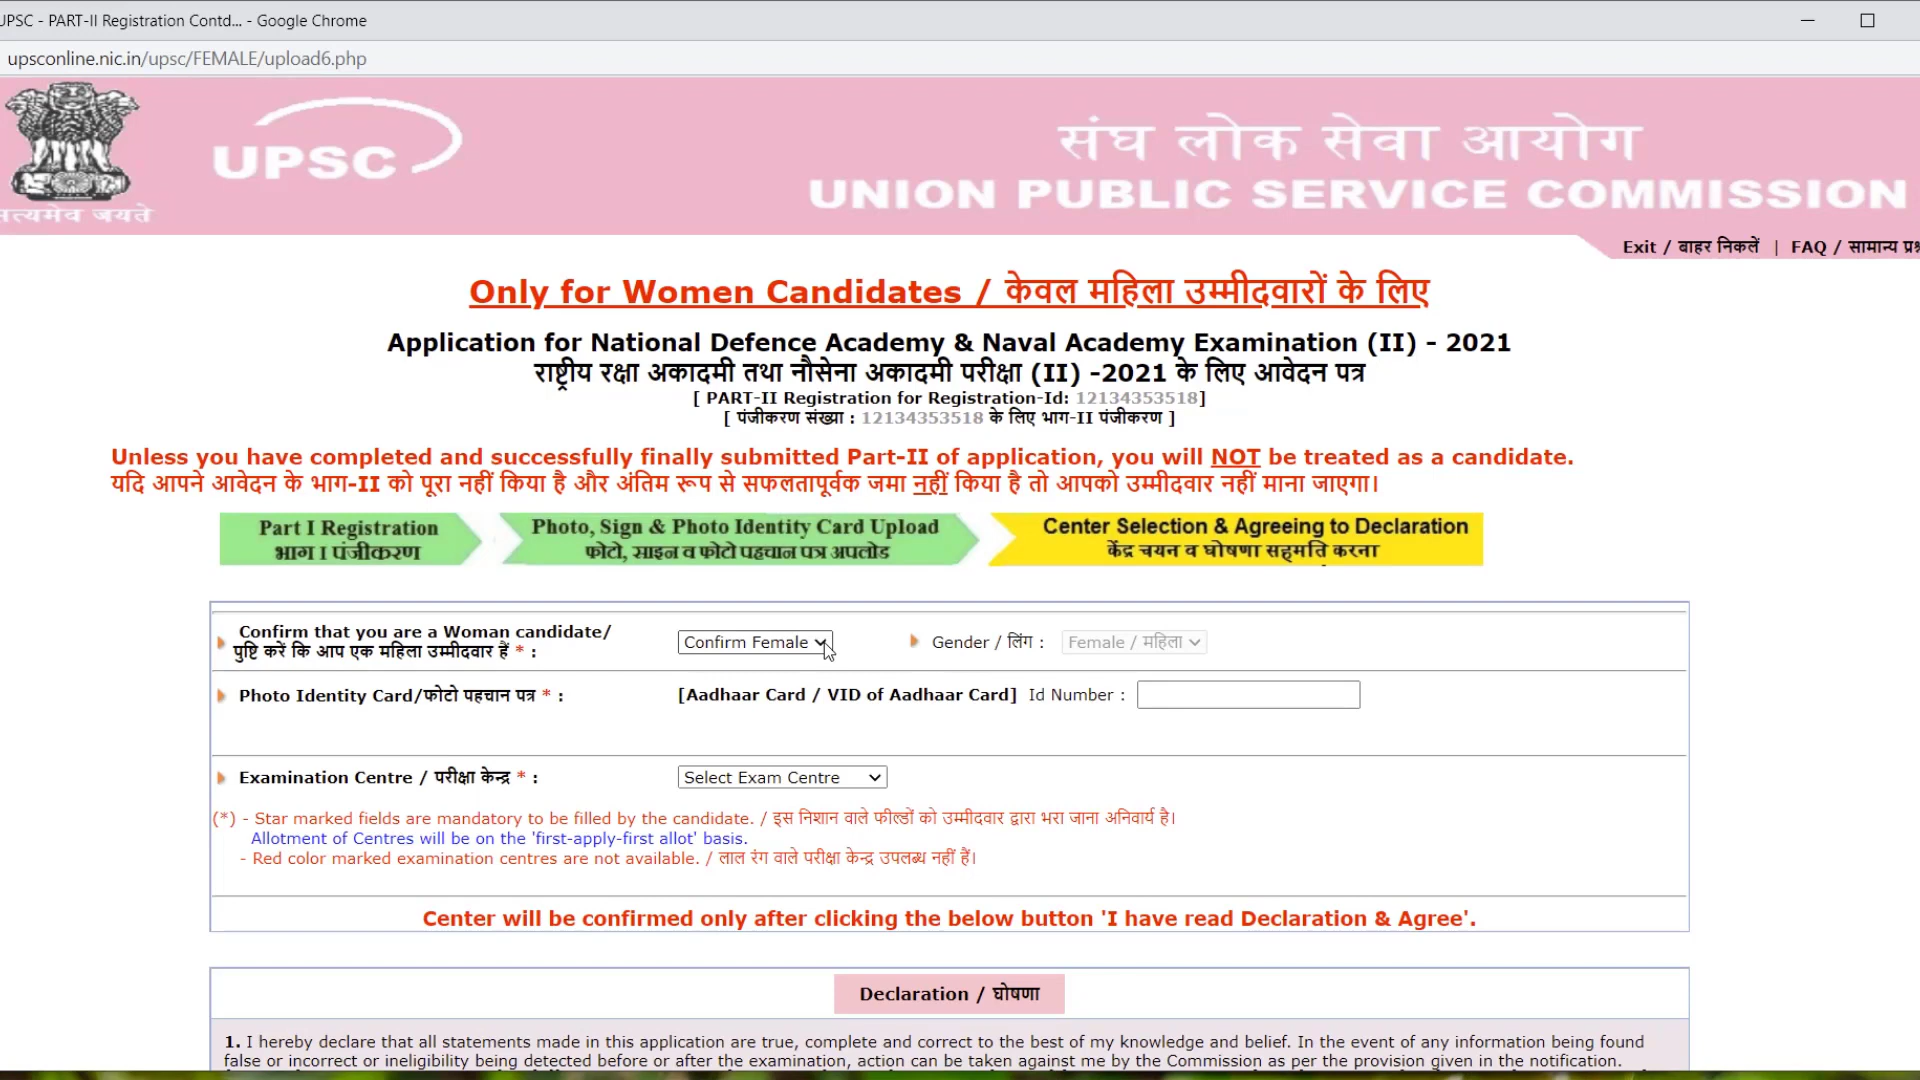 UPSC - PART-II Registration Contd... - Google Chrome
upsconline.nic.in/upsc/FEMALE/upload6.php
सत्यमेव जयते
UPSC
संघ लोक सेवा आयोग
UNION PUBLIC SERVICE COMMISSION
Exit / बाहर निकलें | FAQ / सामान्य प्रश्
Only for Women Candidates / केवल महिला उम्मीदवारों के लिए
Application for National Defence Academy & Naval Academy Examination (II) - 2021
राष्ट्रीय रक्षा अकादमी तथा नौसेना अकादमी परीक्षा (II) -2021 के लिए आवेदन पत्र
[ PART-II Registration for Registration-Id: 12134353518]
[ पंजीकरण संख्या : 12134353518 के लिए भाग-II पंजीकरण ]
Unless you have completed and successfully finally submitted Part-II of application, you will NOT be treated as a candidate.
यदि आपने आवेदन के भाग-II को पूरा नहीं किया है और अंतिम रूप से सफलतापूर्वक जमा नहीं किया है तो आपको उम्मीदवार नहीं माना जाएगा।
Part I Registration
भाग I पंजीकरण
Photo, Sign & Photo Identity Card Upload
फोटो, साइन व फोटो पहचान पत्र अपलोड
Center Selection & Agreeing to Declaration
केंद्र चयन व घोषणा सहमति करना
Confirm that you are a Woman candidate/
पुष्टि करें कि आप एक महिला उम्मीदवार हैं * :
Confirm Female
Gender / लिंग :
Female / महिला
Photo Identity Card/फोटो पहचान पत्र * :
[Aadhaar Card / VID of Aadhaar Card] Id Number :
Examination Centre / परीक्षा केन्द्र * :
Select Exam Centre
(*) - Star marked fields are mandatory to be filled by the candidate. / इस निशान वाले फील्डों को उम्मीदवार द्वारा भरा जाना अनिवार्य है।
Allotment of Centres will be on the 'first-apply-first allot' basis.
- Red color marked examination centres are not available. / लाल रंग वाले परीक्षा केन्द्र उपलब्ध नहीं हैं।
Center will be confirmed only after clicking the below button 'I have read Declaration & Agree'.
Declaration / घोषणा
1. I hereby declare that all statements made in this application are true, complete and correct to the best of my knowledge and belief. In the event of any information being found
false or incorrect or ineligibility being detected before or after the examination, action can be taken against me by the Commission as per the provision given in the notification.